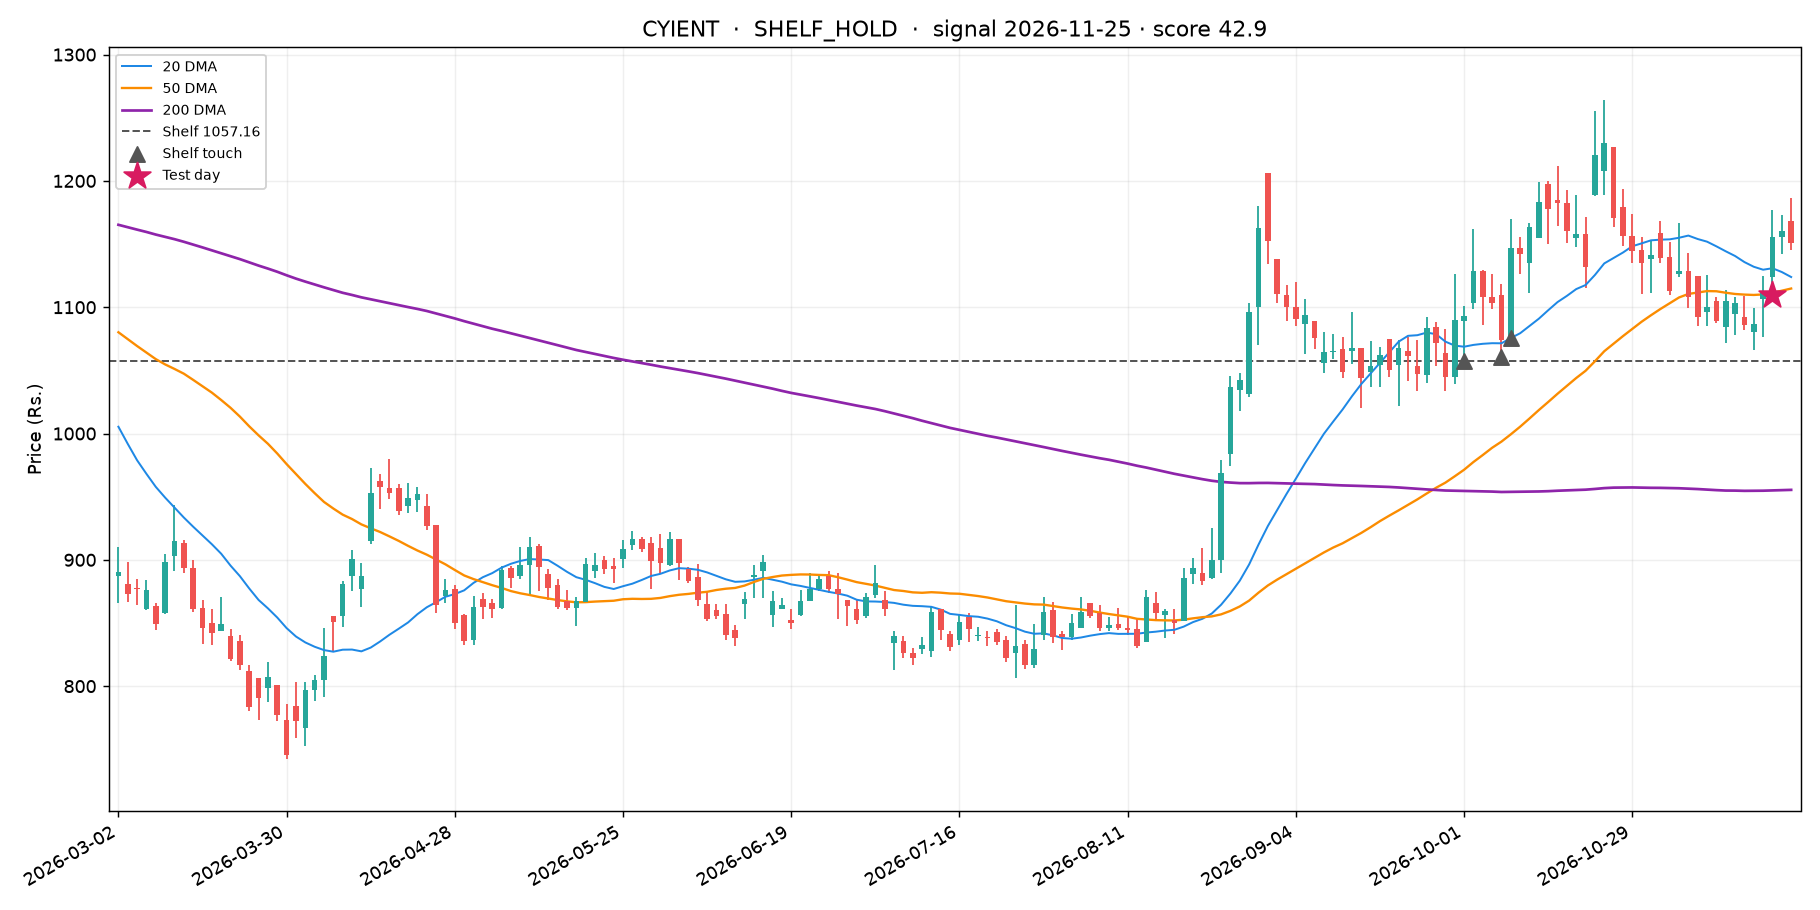 CYIENT · SHELF_HOLD · signal 2026-11-25 · score 42.9
20 DMA
50 DMA
200 DMA
Shelf 1057.16
Shelf touch
Test day
Price (Rs.)
1300
1200
1100
1000
900
800
2026-03-02
2026-03-30
2026-04-28
2026-05-25
2026-06-19
2026-07-16
2026-08-11
2026-09-04
2026-10-01
2026-10-29